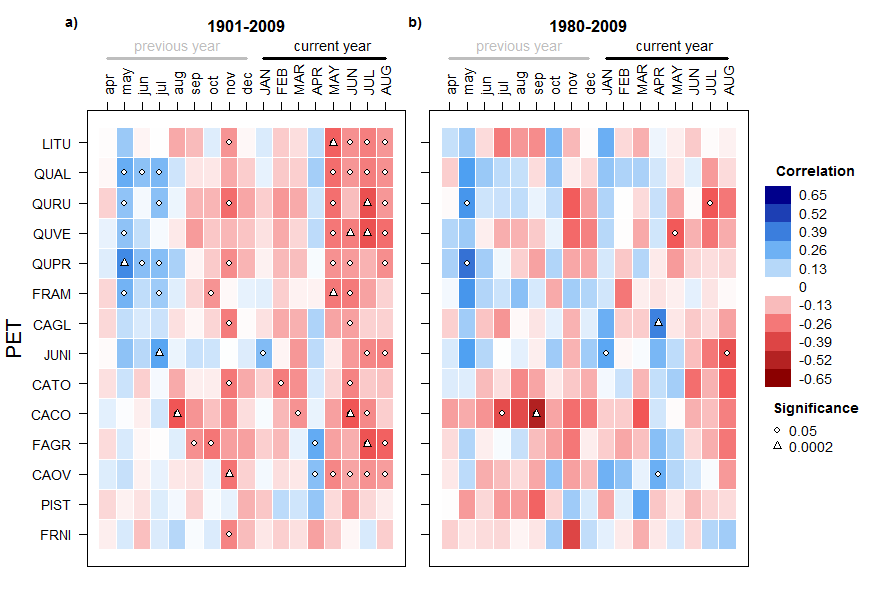 a) 1901-2009
previous year current year
apr may jun jul aug sep oct nov dec JAN FEB MAR APR MAY JUN JUL AUG
b) 1980-2009
previous year current year
apr may jun jul aug sep oct nov dec JAN FEB MAR APR MAY JUN JUL AUG
PET
LITU
QUAL
QURU
QUVE
QUPR
FRAM
CAGL
JUNI
CATO
CACO
FAGR
CAOV
PIST
FRNI
Correlation
0.65
0.52
0.39
0.26
0.13
0
-0.13
-0.26
-0.39
-0.52
-0.65
Significance
0.05
0.0002